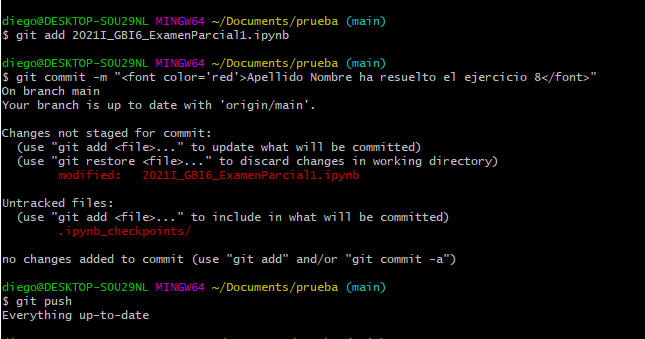 diego@DESKTOP-SOU29NL MINGW64 ~/Documents/prueba (main)
$ git add 2021I_GBI6_ExamenParcial1.ipynb
diego@DESKTOP-SOU29NL MINGW64 ~/Documents/prueba (main)
$ git commit -m "<font color='red'>Apellido Nombre ha resuelto el ejercicio 8</font>"
On branch main
Your branch is up to date with 'origin/main'.
Changes not staged for commit:
(use "git add <file>..." to update what will be committed)
(use "git restore <file>..." to discard changes in working directory)
modified:   2021I_GBI6_ExamenParcial1.ipynb
Untracked files:
(use "git add <file>..." to include in what will be committed)
.ipynb_checkpoints/
no changes added to commit (use "git add" and/or "git commit -a")
diego@DESKTOP-SOU29NL MINGW64 ~/Documents/prueba (main)
$ git push
Everything up-to-date